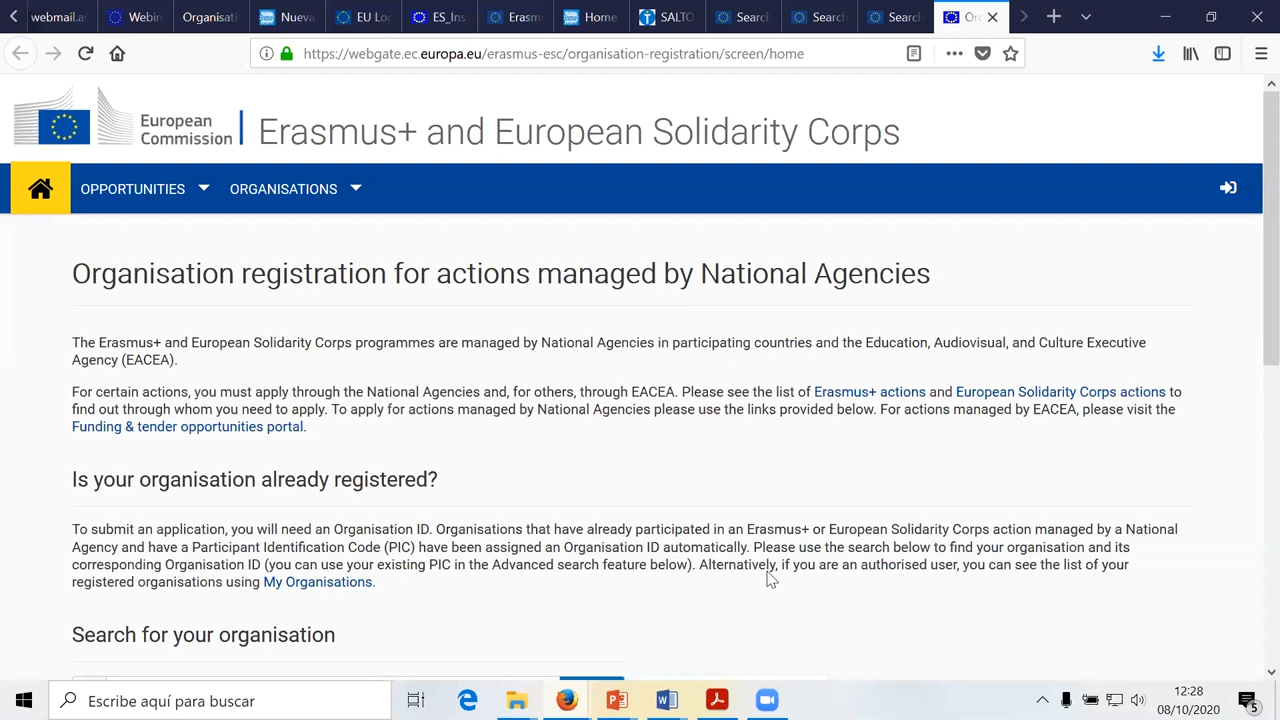 webmail.a
Webin
Organisati
Nueva
EU Loc
ES_Ins
Erasm
Home
SALTO
Search
Search
Search
Or
https://webgate.ec.europa.eu/erasmus-esc/organisation-registration/screen/home
European
Commission
Erasmus+ and European Solidarity Corps
OPPORTUNITIES
ORGANISATIONS
Organisation registration for actions managed by National Agencies
The Erasmus+ and European Solidarity Corps programmes are managed by National Agencies in participating countries and the Education, Audiovisual, and Culture Executive
Agency (EACEA).
For certain actions, you must apply through the National Agencies and, for others, through EACEA. Please see the list of Erasmus+ actions and European Solidarity Corps actions to
find out through whom you need to apply. To apply for actions managed by National Agencies please use the links provided below. For actions managed by EACEA, please visit the
Funding & tender opportunities portal.
Is your organisation already registered?
To submit an application, you will need an Organisation ID. Organisations that have already participated in an Erasmus+ or European Solidarity Corps action managed by a National
Agency and have a Participant Identification Code (PIC) have been assigned an Organisation ID automatically. Please use the search below to find your organisation and its
corresponding Organisation ID (you can use your existing PIC in the Advanced search feature below). Alternatively, if you are an authorised user, you can see the list of your
registered organisations using My Organisations.
Search for your organisation
Escribe aquí para buscar
12:28
08/10/2020
5